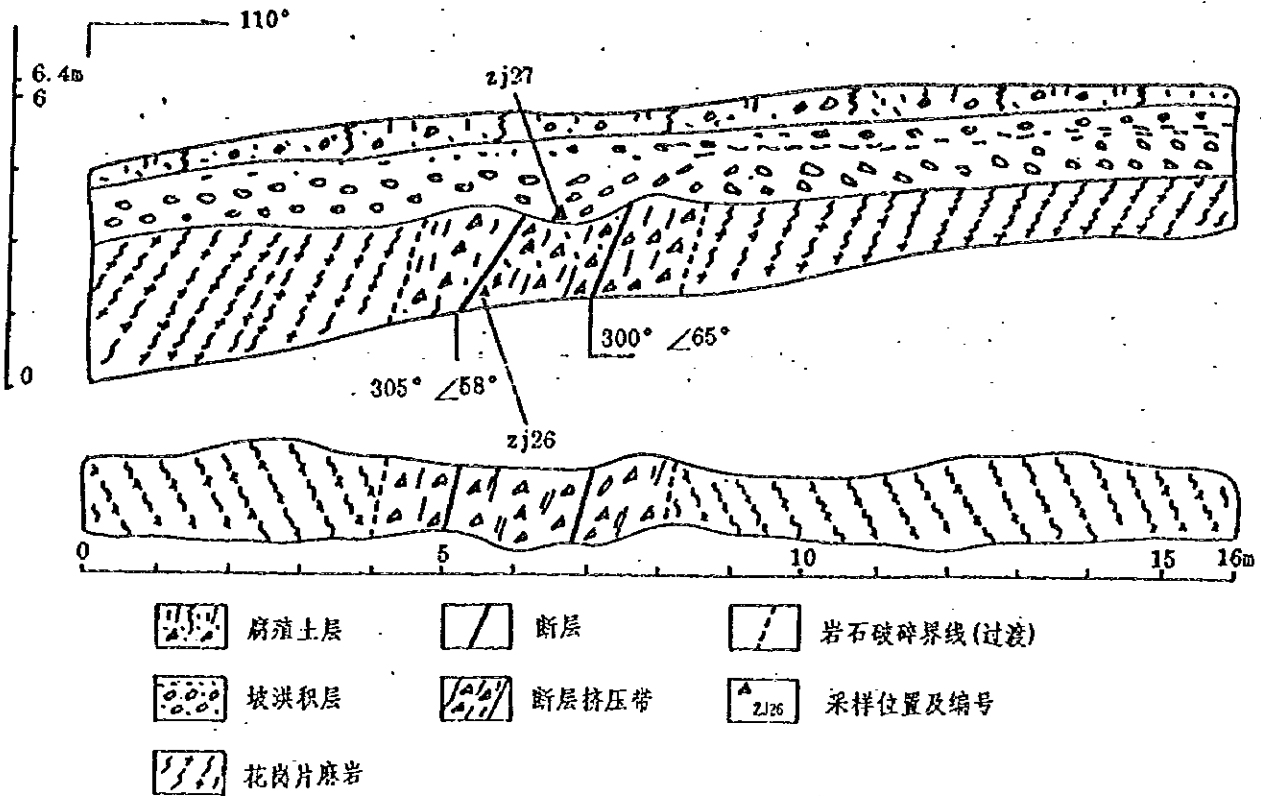 110°
6.4m
6
zj27
300° ∠65°
0
305° ∠58°
zj26
0 5 10 15 16m
腐殖土层
断层
岩石破碎界线(过渡)
坡洪积层
断层挤压带
zJ26
采样位置及编号
花岗片麻岩